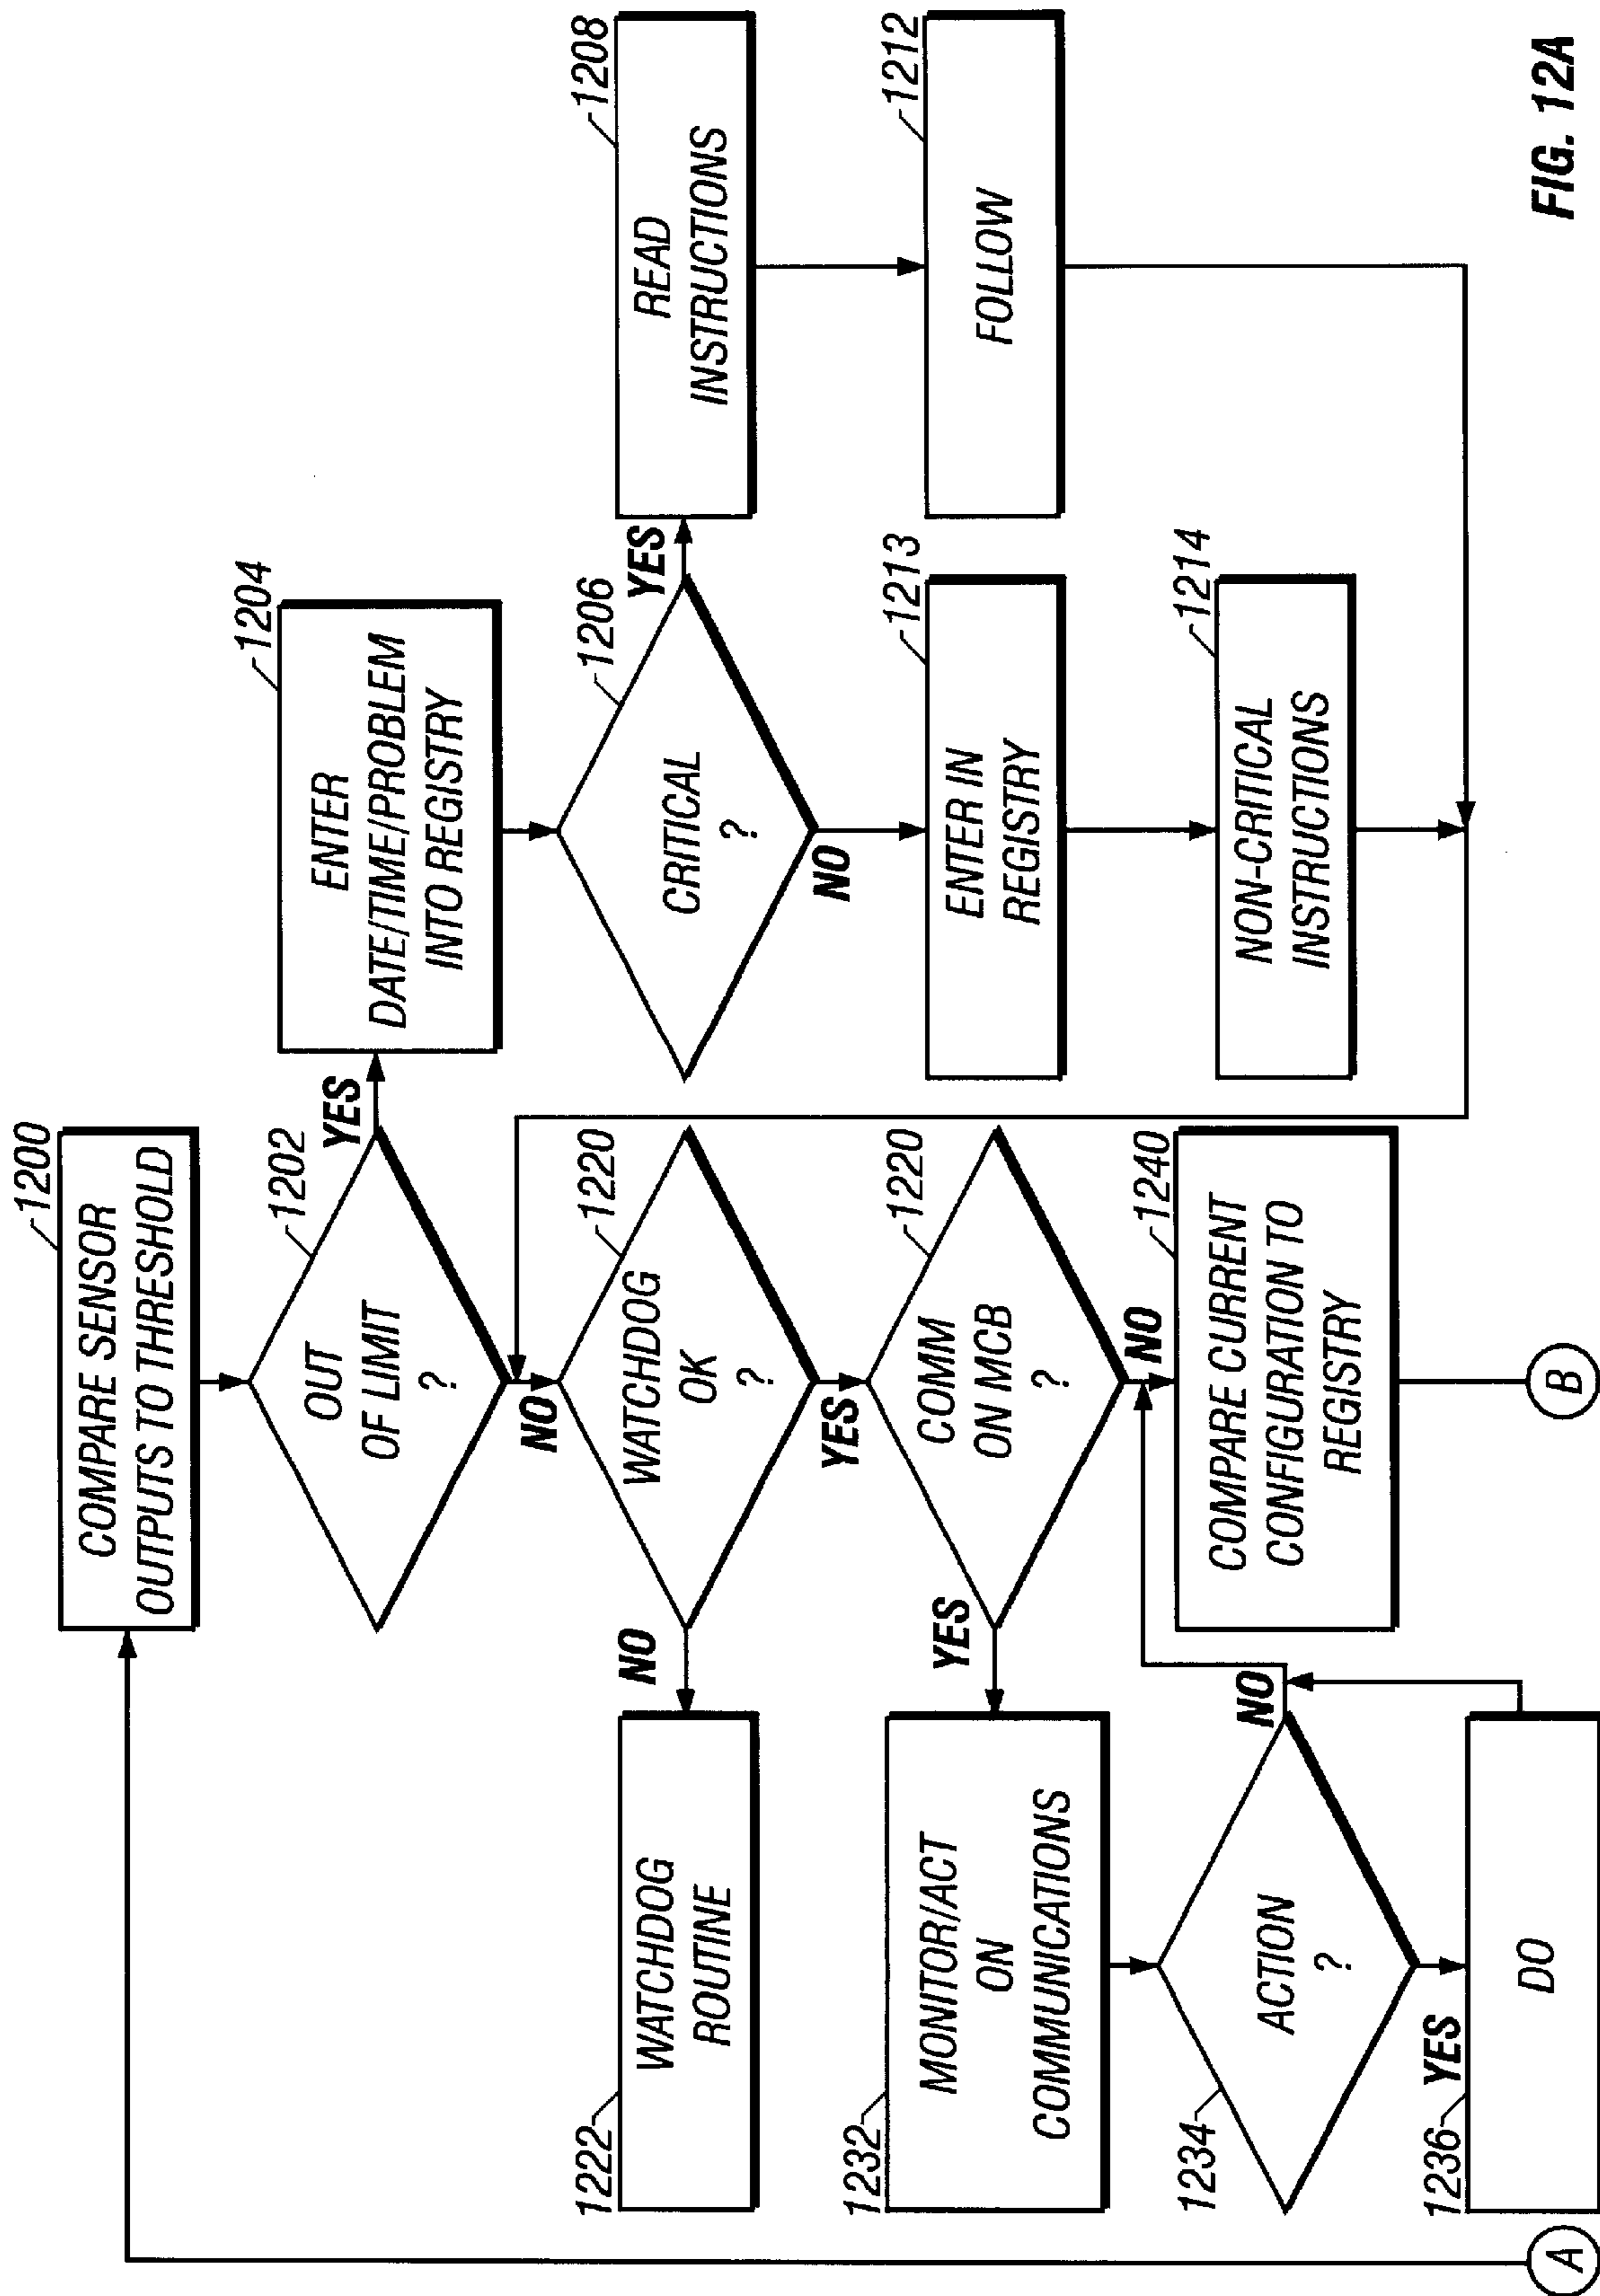 1200
COMPARE SENSOR
OUTPUTS TO THRESHOLD
1202
OUT
OF LIMIT
?
YES
NO
1204
ENTER
DATE/TIME/PROBLEM
INTO REGISTRY
1206
CRITICAL
?
YES
NO
1208
READ
INSTRUCTIONS
1212
FOLLOW
1213
ENTER IN
REGISTRY
1214
NON-CRITICAL
INSTRUCTIONS
1220
WATCHDOG
OK
?
NO
YES
1222
WATCHDOG
ROUTINE
1220
COMM
ON MCB
?
YES
NO
1232
MONITOR/ACT
ON
COMMUNICATIONS
1234
ACTION
?
NO
YES
1236
DO
1240
COMPARE CURRENT
CONFIGURATION TO
REGISTRY
A
B
FIG. 12A